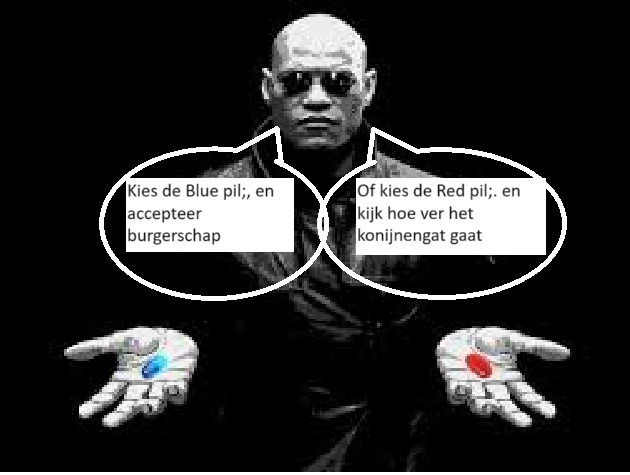 Kies de Blue pil;, en
accepteer
burgerschap
Of kies de Red pil;. en
kijk hoe ver het
konijnengat gaat